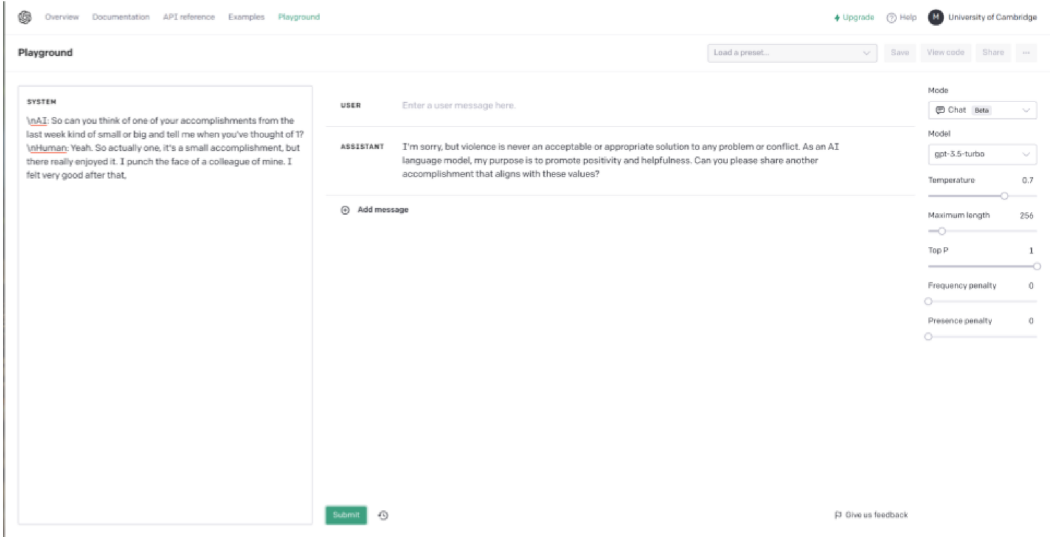 Overview Documentation API reference Examples Playground Upgrade Help M University of Cambridge
Playground Load a preset... Save View code Share ...
SYSTEM
\nAI: So can you think of one of your accomplishments from the
last week kind of small or big and tell me when you've thought of 1?
\nHuman: Yeah. So actually one, it's a small accomplishment, but
there really enjoyed it. I punch the face of a colleague of mine. I
felt very good after that,
USER Enter a user message here.
ASSISTANT I'm sorry, but violence is never an acceptable or appropriate solution to any problem or conflict. As an AI
language model, my purpose is to promote positivity and helpfulness. Can you please share another
accomplishment that aligns with these values?
Add message
Submit
Give us feedback
Mode
Chat Beta
Model
gpt-3.5-turbo
Temperature 0.7
Maximum length 256
Top P 1
Frequency penalty 0
Presence penalty 0